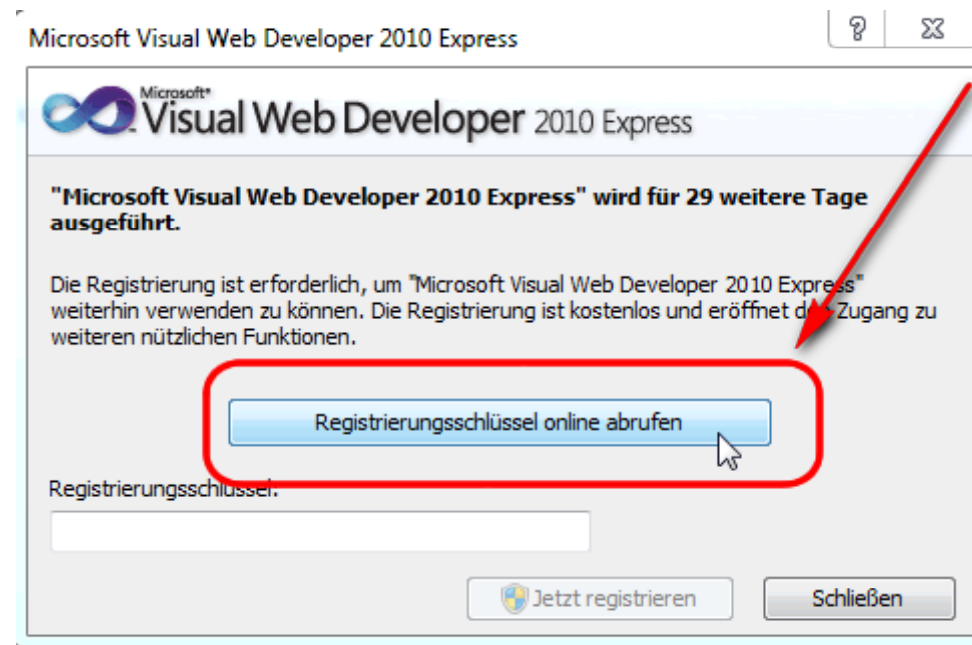 Microsoft Visual Web Developer 2010 Express
Microsoft®
Visual Web Developer 2010 Express
"Microsoft Visual Web Developer 2010 Express" wird für 29 weitere Tage
ausgeführt.
Die Registrierung ist erforderlich, um "Microsoft Visual Web Developer 2010 Express"
weiterhin verwenden zu können. Die Registrierung ist kostenlos und eröffnet den Zugang zu
weiteren nützlichen Funktionen.
Registrierungsschlüssel online abrufen
Registrierungsschlüssel:
Jetzt registrieren
Schließen